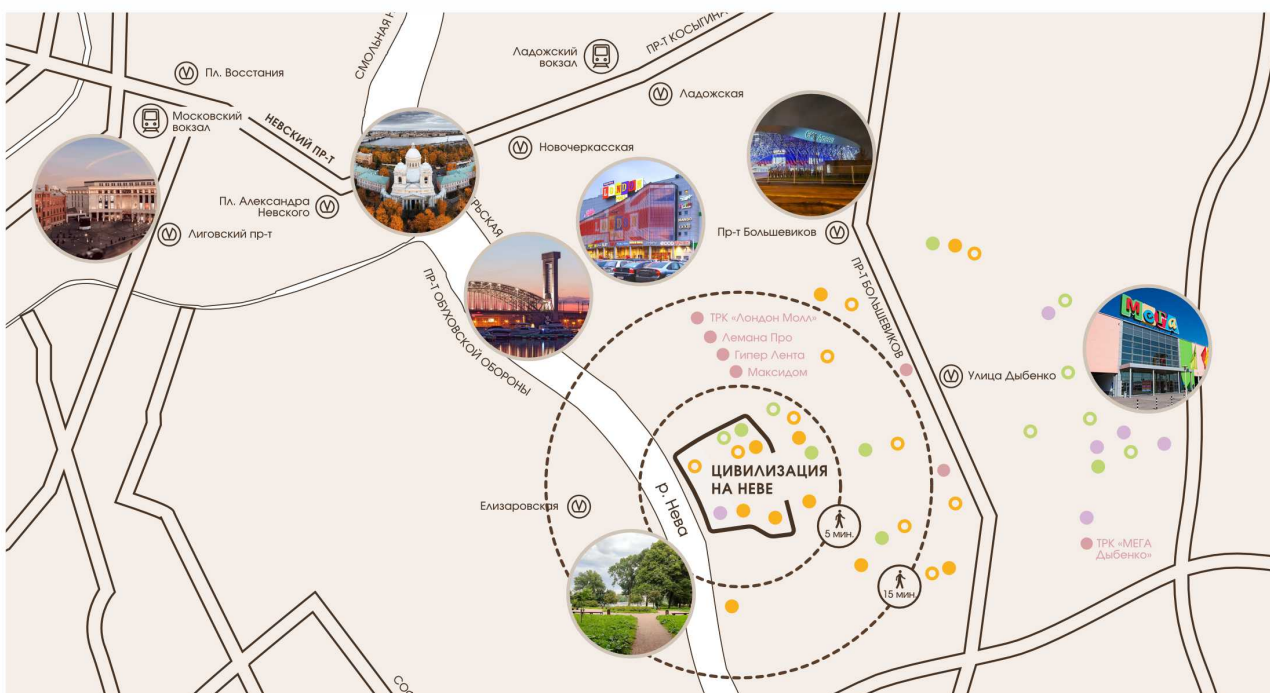 СМОЛЬНАЯ Н
ПР-Т КОСЫГИНА
Ладожский
вокзал
Пл. Восстания
Ладожская
Московский
вокзал
НЕВСКИЙ ПР-Т
Новочеркасская
Пл. Александра
Невского
РЬСКАЯ
Лиговский пр-т
Пр-т Большевиков
ПР-Т ОБУХОВСКОЙ ОБОРОНЫ
ПР-Т БОЛЬШЕВИКОВ
МЕГА
ТРК «Лондон Молл»
Лемана Про
Гипер Лента
Максидом
Улица Дыбенко
ЦИВИЛИЗАЦИЯ
НА НЕВЕ
р. Нева
Елизаровская
5 мин.
15 мин.
ТРК «МЕГА
Дыбенко»